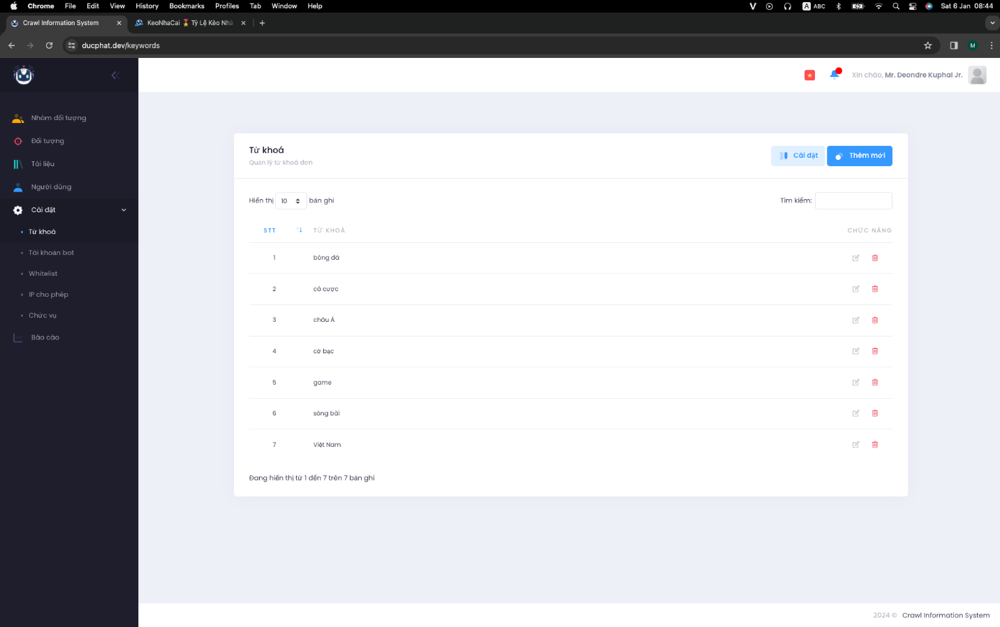 Chrome File Edit View History Bookmarks Profiles Tab Window Help
A ABC Sat 6 Jan 08:44
Crawl Information System
KeoNhaCai 🎖 Tỷ Lệ Kèo Nhà
ducphat.dev/keywords
M
Xin chào, Mr. Deondre Kuphal Jr.
Nhóm đối tượng
Đối tượng
Tài liệu
Người dùng
Cài đặt
Từ khoá
Tài khoản bot
Whitelist
IP cho phép
Chức vụ
Báo cáo
Từ khoá
Quản lý từ khoá đơn
Cài đặt
Thêm mới
Hiển thị 10 bản ghi
Tìm kiếm:
STT TỪ KHOÁ CHỨC NĂNG
1 bóng đá
2 cá cược
3 châu Á
4 cờ bạc
5 game
6 sòng bài
7 Việt Nam
Đang hiển thị từ 1 đến 7 trên 7 bản ghi
2024 © Crawl Information System